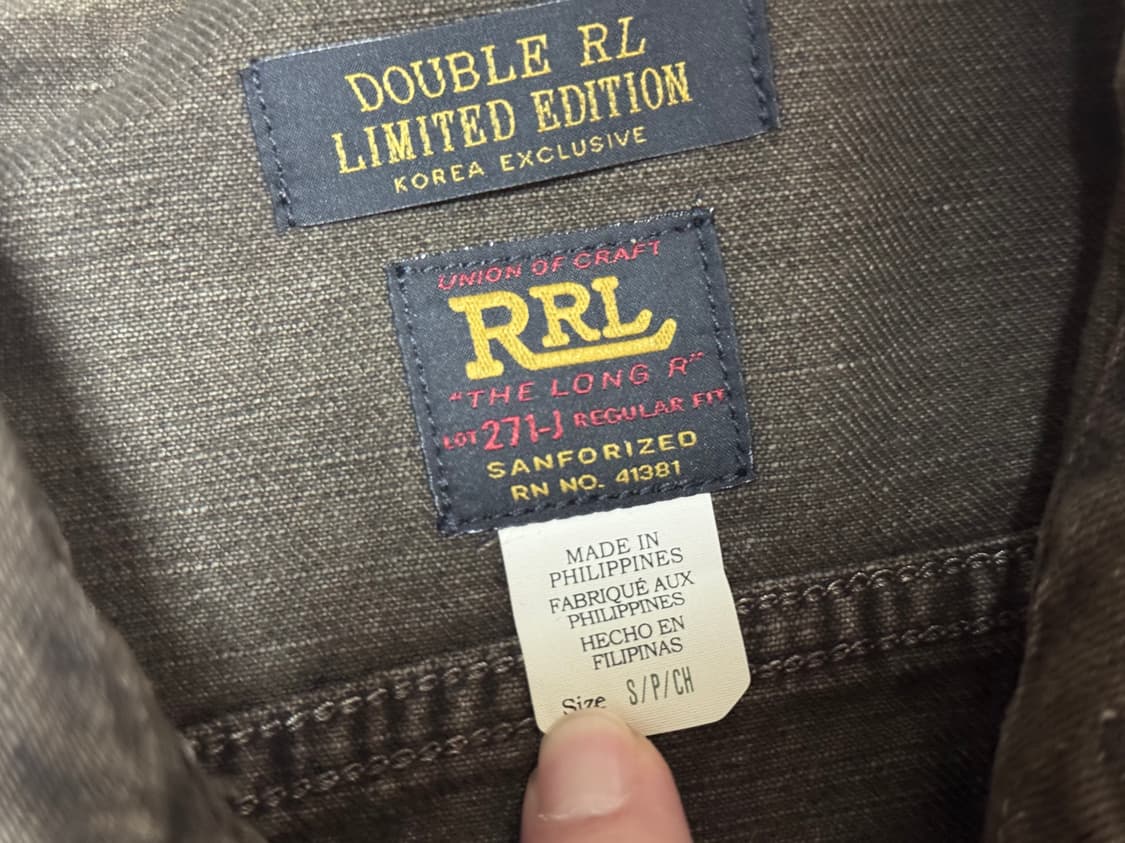 DOUBLE RL
LIMITED EDITION
KOREA EXCLUSIVE
UNION OF CRAFT
RRL
"THE LONG R"
LOT 271-J REGULAR FIT
SANFORIZED
RN NO. 41381
MADE IN
PHILIPPINES
FABRIQUÉ AUX
PHILIPPINES
HECHO EN
FILIPINAS
Size S/P/CH